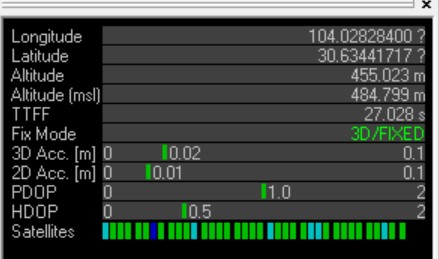 Longitude 104.02828400 ?
Latitude 30.63441717 ?
Altitude 455.023 m
Altitude (msl) 484.799 m
TTFF 27.028 s
Fix Mode 3D/FIXED
3D Acc. [m] 0 0.02 0.1
2D Acc. [m] 0 0.01 0.1
PDOP 0 1.0 2
HDOP 0 0.5 2
Satellites